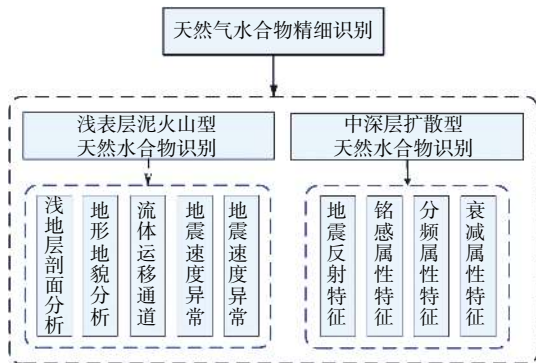 天然气水合物精细识别
浅表层泥火山型
天然水合物识别
中深层扩散型
天然水合物识别
浅地层剖面分析
地形地貌分析
流体运移通道
地震速度异常
地震速度异常
地震反射特征
铭感属性特征
分频属性特征
衰减属性特征